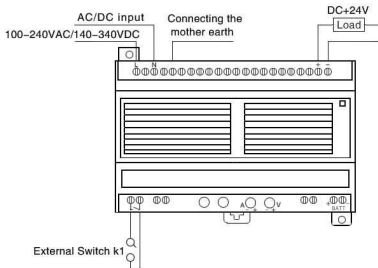 AC/DC input
100-240VAC/140-340VDC
Connecting the
mother earth
DC+24V
Load
L N + −
A − + − + V + −
BATT
External Switch k1